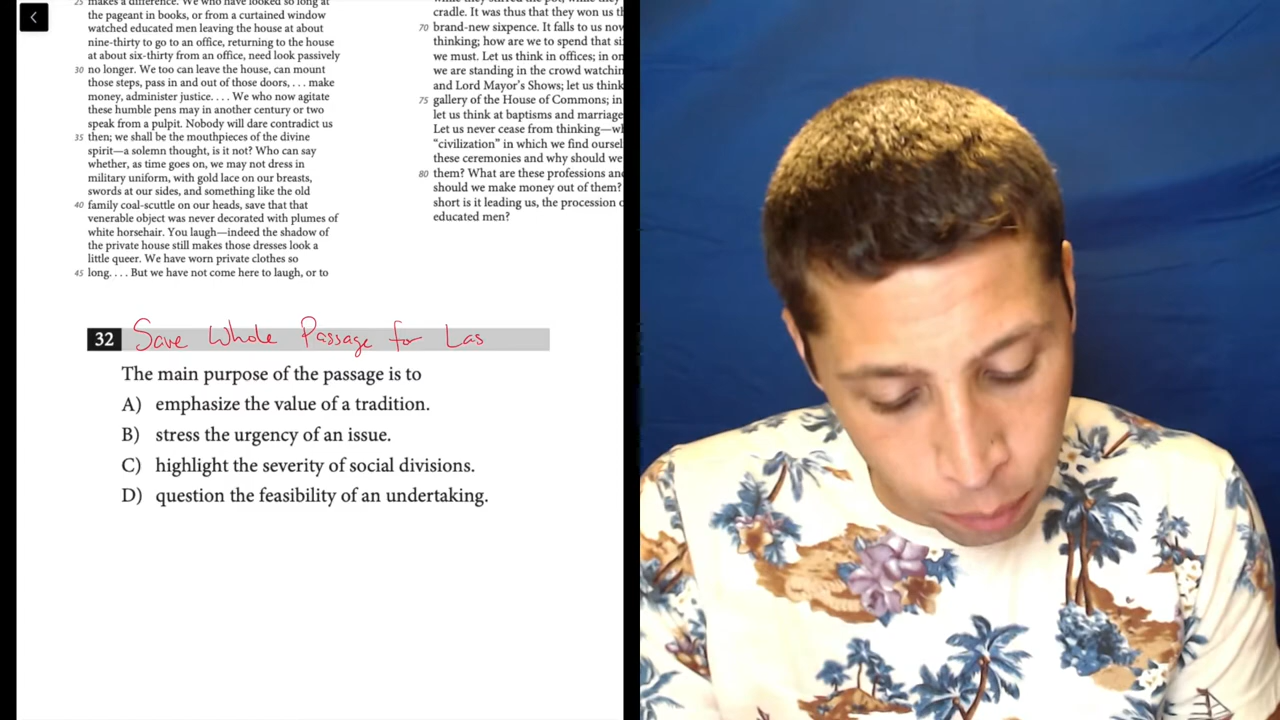 25 makes a difference. We who have looked so long at
the pageant in books, or from a curtained window
watched educated men leaving the house at about
nine-thirty to go to an office, returning to the house
at about six-thirty from an office, need look passively
30 no longer. We too can leave the house, can mount
those steps, pass in and out of those doors, . . . make
money, administer justice. . . . We who now agitate
these humble pens may in another century or two
speak from a pulpit. Nobody will dare contradict us
35 then; we shall be the mouthpieces of the divine
spirit—a solemn thought, is it not? Who can say
whether, as time goes on, we may not dress in
military uniform, with gold lace on our breasts,
swords at our sides, and something like the old
40 family coal-scuttle on our heads, save that that
venerable object was never decorated with plumes of
white horsehair. You laugh—indeed the shadow of
the private house still makes those dresses look a
little queer. We have worn private clothes so
45 long. . . . But we have not come here to laugh, or to
cradle. It was thus that they won us th
70 brand-new sixpence. It falls to us now
thinking; how are we to spend that si
we must. Let us think in offices; in on
we are standing in the crowd watchin
and Lord Mayor's Shows; let us think
75 gallery of the House of Commons; in
let us think at baptisms and marriage
Let us never cease from thinking—wh
"civilization" in which we find oursel
these ceremonies and why should we
80 them? What are these professions and
should we make money out of them?
short is it leading us, the procession o
educated men?
32 Save Whole Passage for Las
The main purpose of the passage is to
A) emphasize the value of a tradition.
B) stress the urgency of an issue.
C) highlight the severity of social divisions.
D) question the feasibility of an undertaking.